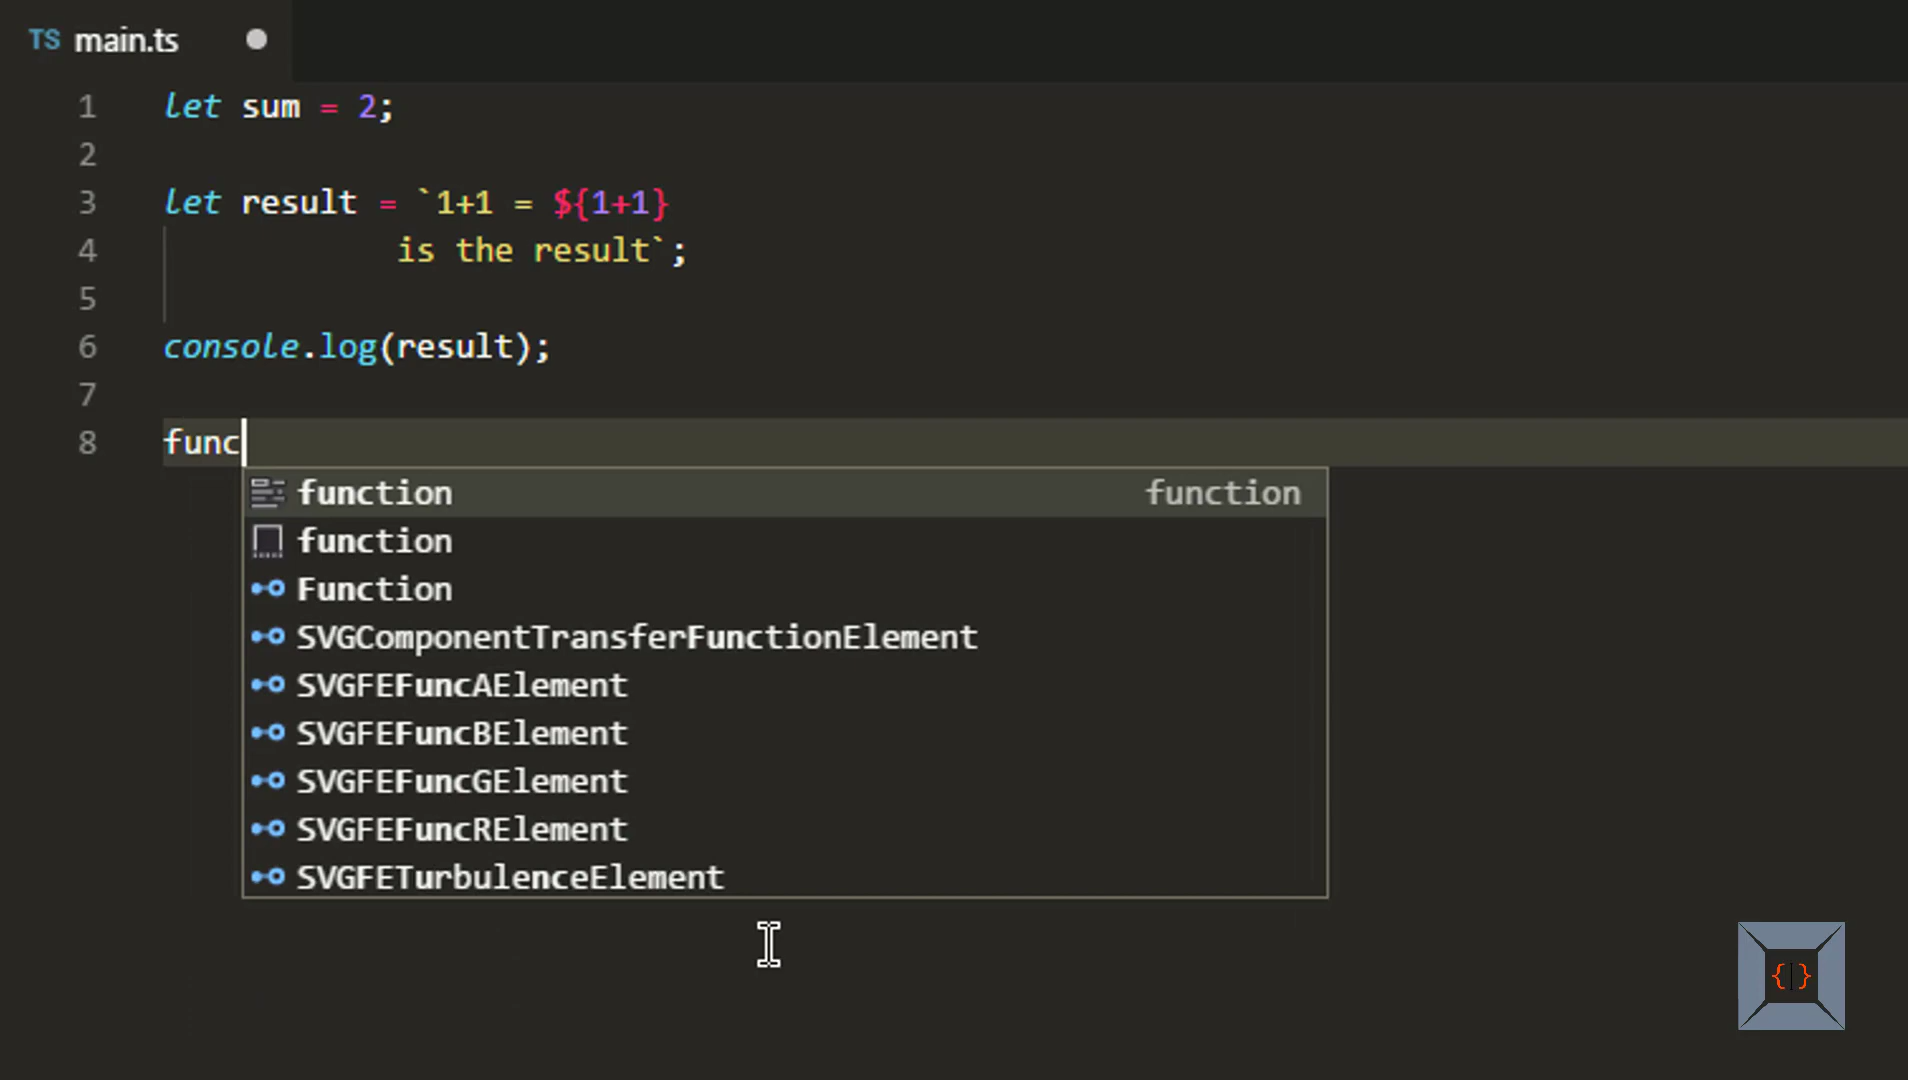 TS main.ts
1 let sum = 2;
2
3 let result = `1+1 = ${1+1}
4 is the result`;
5
6 console.log(result);
7
8 func
function function
function
Function
SVGComponentTransferFunctionElement
SVGFEFuncAElement
SVGFEFuncBElement
SVGFEFuncGElement
SVGFEFuncRElement
SVGFETurbulenceElement
{|}